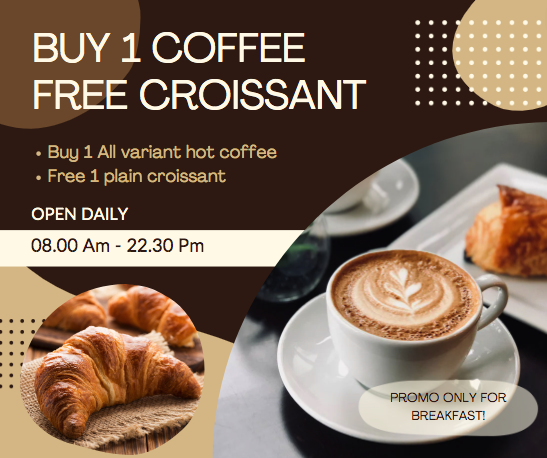 BUY 1 COFFEE
FREE CROISSANT
• Buy 1 All variant hot coffee
• Free 1 plain croissant
OPEN DAILY
08.00 Am - 22.30 Pm
PROMO ONLY FOR
BREAKFAST!